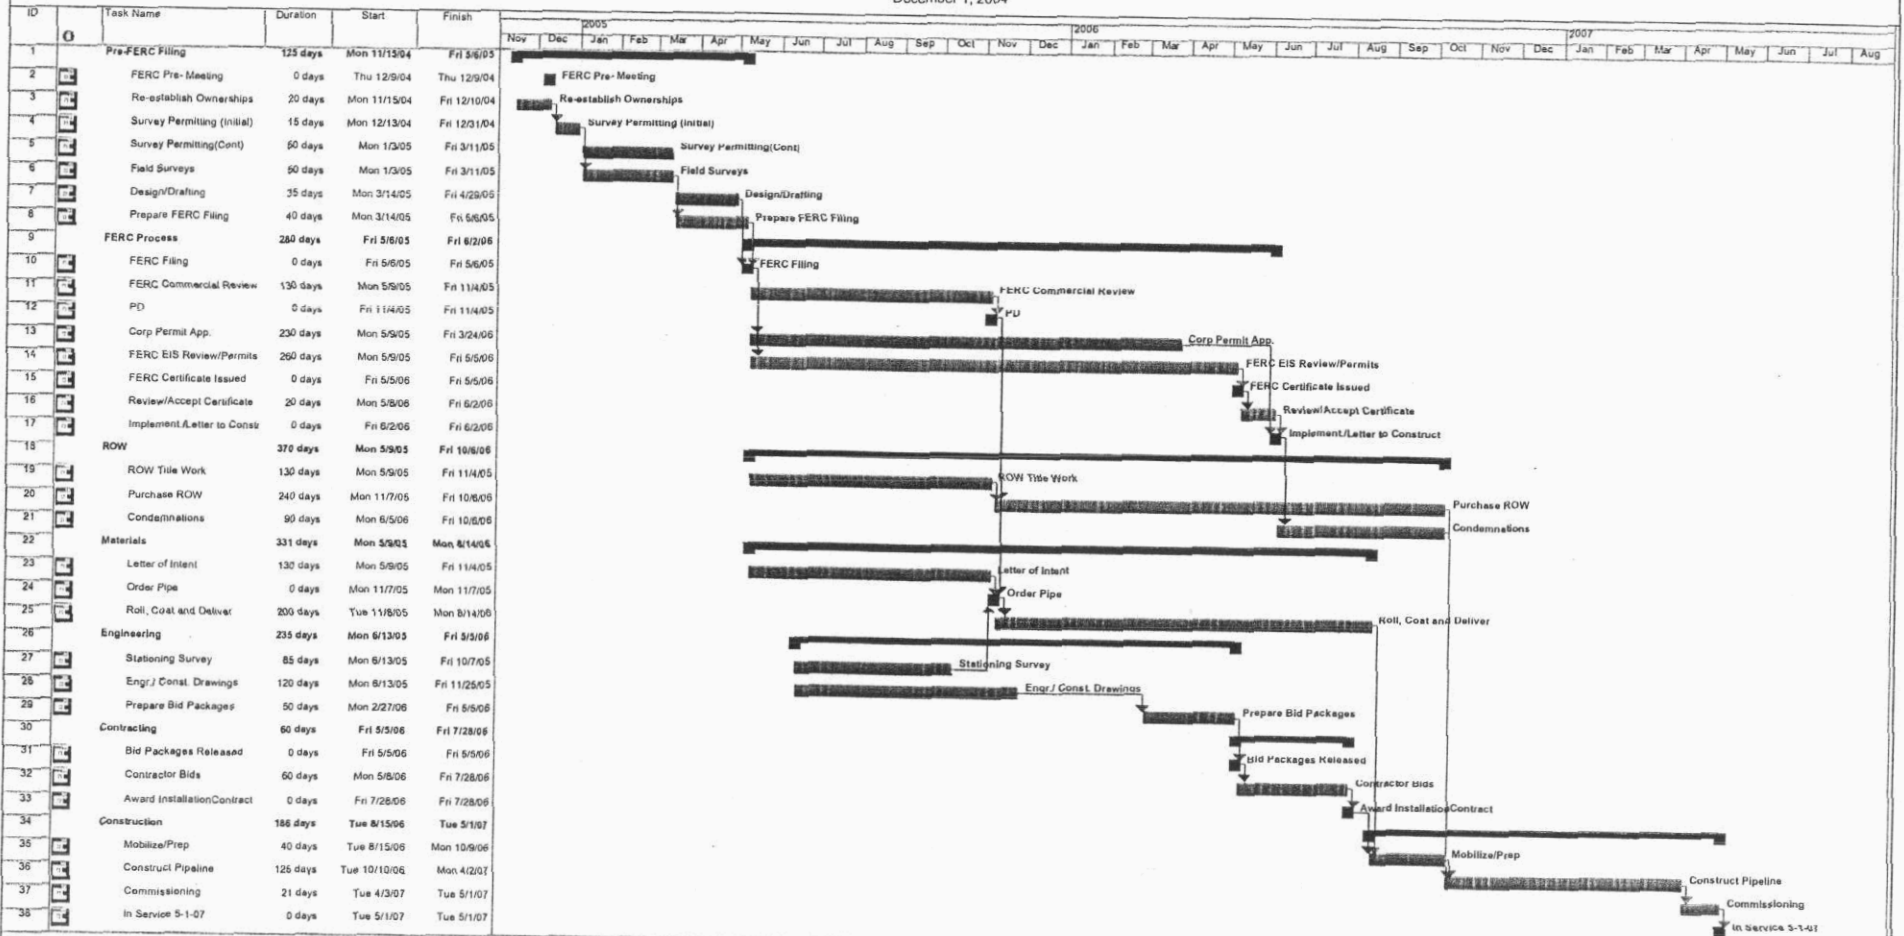 December 1, 2004
ID Task Name Duration Start Finish 2005 2006 2007
Nov Dec Jan Feb Mar Apr May Jun Jul Aug Sep Oct Nov Dec Jan Feb Mar Apr May Jun Jul Aug Sep Oct Nov Dec Jan Feb Mar Apr May Jun Jul Aug
1 Pre-FERC Filing 125 days Mon 11/15/04 Fri 5/6/05
2 FERC Pre- Meeting 0 days Thu 12/9/04 Thu 12/9/04 FERC Pre- Meeting
3 Re-establish Ownerships 20 days Mon 11/15/04 Fri 12/10/04 Re-establish Ownerships
4 Survey Permitting (Initial) 15 days Mon 12/13/04 Fri 12/31/04 Survey Permitting (Initial)
5 Survey Permitting(Cont) 50 days Mon 1/3/05 Fri 3/11/05 Survey Permitting(Cont)
6 Field Surveys 50 days Mon 1/3/05 Fri 3/11/05 Field Surveys
7 Design/Drafting 35 days Mon 3/14/05 Fri 4/29/05 Design/Drafting
8 Prepare FERC Filing 40 days Mon 3/14/05 Fri 5/6/05 Prepare FERC Filing
9 FERC Process 280 days Fri 5/6/05 Fri 6/2/06
10 FERC Filing 0 days Fri 5/6/05 Fri 5/6/05 FERC Filing
11 FERC Commercial Review 130 days Mon 5/9/05 Fri 11/4/05 FERC Commercial Review
12 PD 0 days Fri 11/4/05 Fri 11/4/05 PD
13 Corp Permit App. 230 days Mon 5/9/05 Fri 3/24/06 Corp Permit App.
14 FERC EIS Review/Permits 260 days Mon 5/9/05 Fri 5/5/06 FERC EIS Review/Permits
15 FERC Certificate Issued 0 days Fri 5/5/06 Fri 5/5/06 FERC Certificate Issued
16 Review/Accept Certificate 20 days Mon 5/8/06 Fri 6/2/06 Review/Accept Certificate
17 Implement./Letter to Constr 0 days Fri 6/2/06 Fri 6/2/06 Implement./Letter to Construct
18 ROW 370 days Mon 5/9/05 Fri 10/6/06
19 ROW Title Work 130 days Mon 5/9/05 Fri 11/4/05 ROW Title Work
20 Purchase ROW 240 days Mon 11/7/05 Fri 10/6/06 Purchase ROW
21 Condemnations 90 days Mon 6/5/06 Fri 10/6/06 Condemnations
22 Materials 331 days Mon 5/9/05 Mon 8/14/06
23 Letter of Intent 130 days Mon 5/9/05 Fri 11/4/05 Letter of Intent
24 Order Pipe 0 days Mon 11/7/05 Mon 11/7/05 Order Pipe
25 Roll, Coat and Deliver 200 days Tue 11/8/05 Mon 8/14/06 Roll, Coat and Deliver
26 Engineering 235 days Mon 6/13/05 Fri 5/5/06
27 Stationing Survey 85 days Mon 6/13/05 Fri 10/7/05 Stationing Survey
28 Engr./ Const. Drawings 120 days Mon 6/13/05 Fri 11/25/05 Engr./ Const. Drawings
29 Prepare Bid Packages 50 days Mon 2/27/06 Fri 5/5/06 Prepare Bid Packages
30 Contracting 60 days Fri 5/5/06 Fri 7/28/06
31 Bid Packages Released 0 days Fri 5/5/06 Fri 5/5/06 Bid Packages Released
32 Contractor Bids 60 days Mon 5/8/06 Fri 7/28/06 Contractor Bids
33 Award InstallationContract 0 days Fri 7/28/06 Fri 7/28/06 Award InstallationContract
34 Construction 186 days Tue 8/15/06 Tue 5/1/07
35 Mobilize/Prep 40 days Tue 8/15/06 Mon 10/9/06 Mobilize/Prep
36 Construct Pipeline 125 days Tue 10/10/06 Mon 4/2/07 Construct Pipeline
37 Commissioning 21 days Tue 4/3/07 Tue 5/1/07 Commissioning
38 In Service 5-1-07 0 days Tue 5/1/07 Tue 5/1/07 In Service 5-1-07